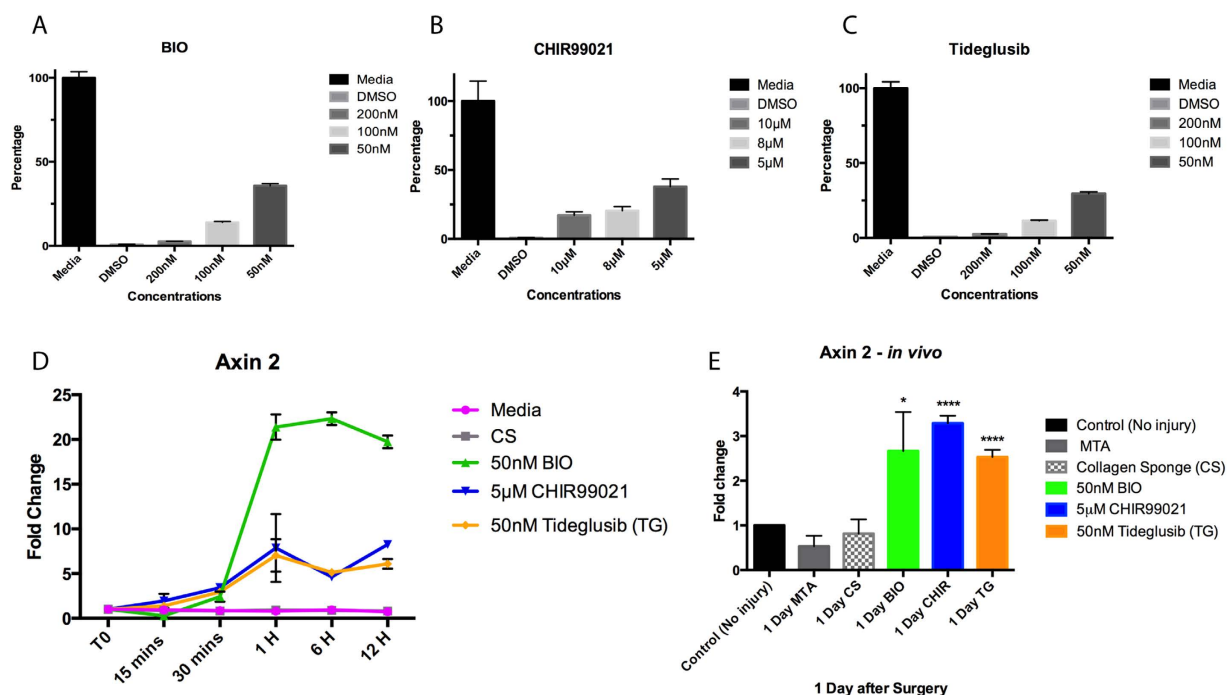 A
BIO
Percentage
100
50
0
Media
DMSO
200nM
100nM
50nM
Concentrations
Media
DMSO
200nM
100nM
50nM
B
CHIR99021
Percentage
100
50
0
Media
DMSO
10µM
8µM
5µM
Concentrations
Media
DMSO
10µM
8µM
5µM
C
Tideglusib
Percentage
100
50
0
Media
DMSO
200nM
100nM
50nM
Concentrations
Media
DMSO
200nM
100nM
50nM
D
Axin 2
Fold Change
25
20
15
10
5
0
T0
15 mins
30 mins
1 H
6 H
12 H
Media
CS
50nM BIO
5µM CHIR99021
50nM Tideglusib (TG)
E
Axin 2 - in vivo
Fold change
4
3
2
1
0
*
****
****
Control (No injury)
1 Day MTA
1 Day CS
1 Day BIO
1 Day CHIR
1 Day TG
1 Day after Surgery
Control (No injury)
MTA
Collagen Sponge (CS)
50nM BIO
5µM CHIR99021
50nM Tideglusib (TG)